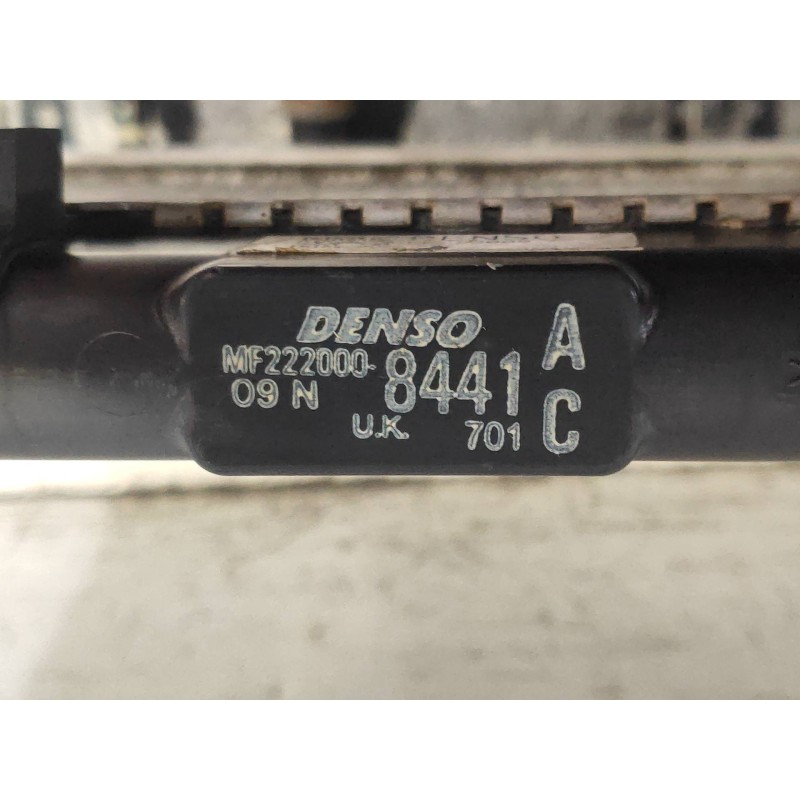 DENSO A
MF222000-8441
09 N C
U.K. 701